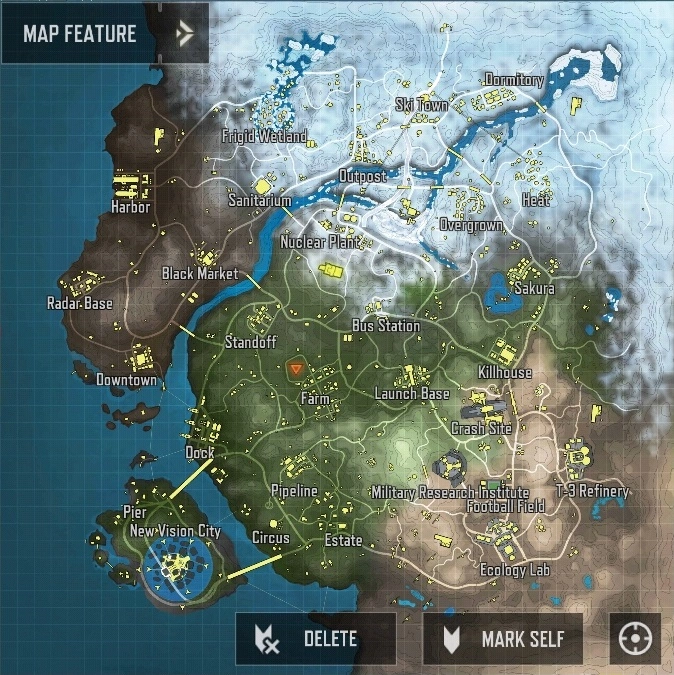 MAP FEATURE
Dormitory
Ski Town
Frigid Wetland
Outpost
Sanitarium
Heat
Harbor
Overgrown
Nuclear Plant
Black Market
Sakura
Radar Base
Bus Station
Standoff
Killhouse
Downtown
Launch Base
Farm
Crash Site
Dock
Pipeline
Military Research Institute
T-3 Refinery
Football Field
Pier
New Vision City
Circus
Estate
Ecology Lab
DELETE
MARK SELF